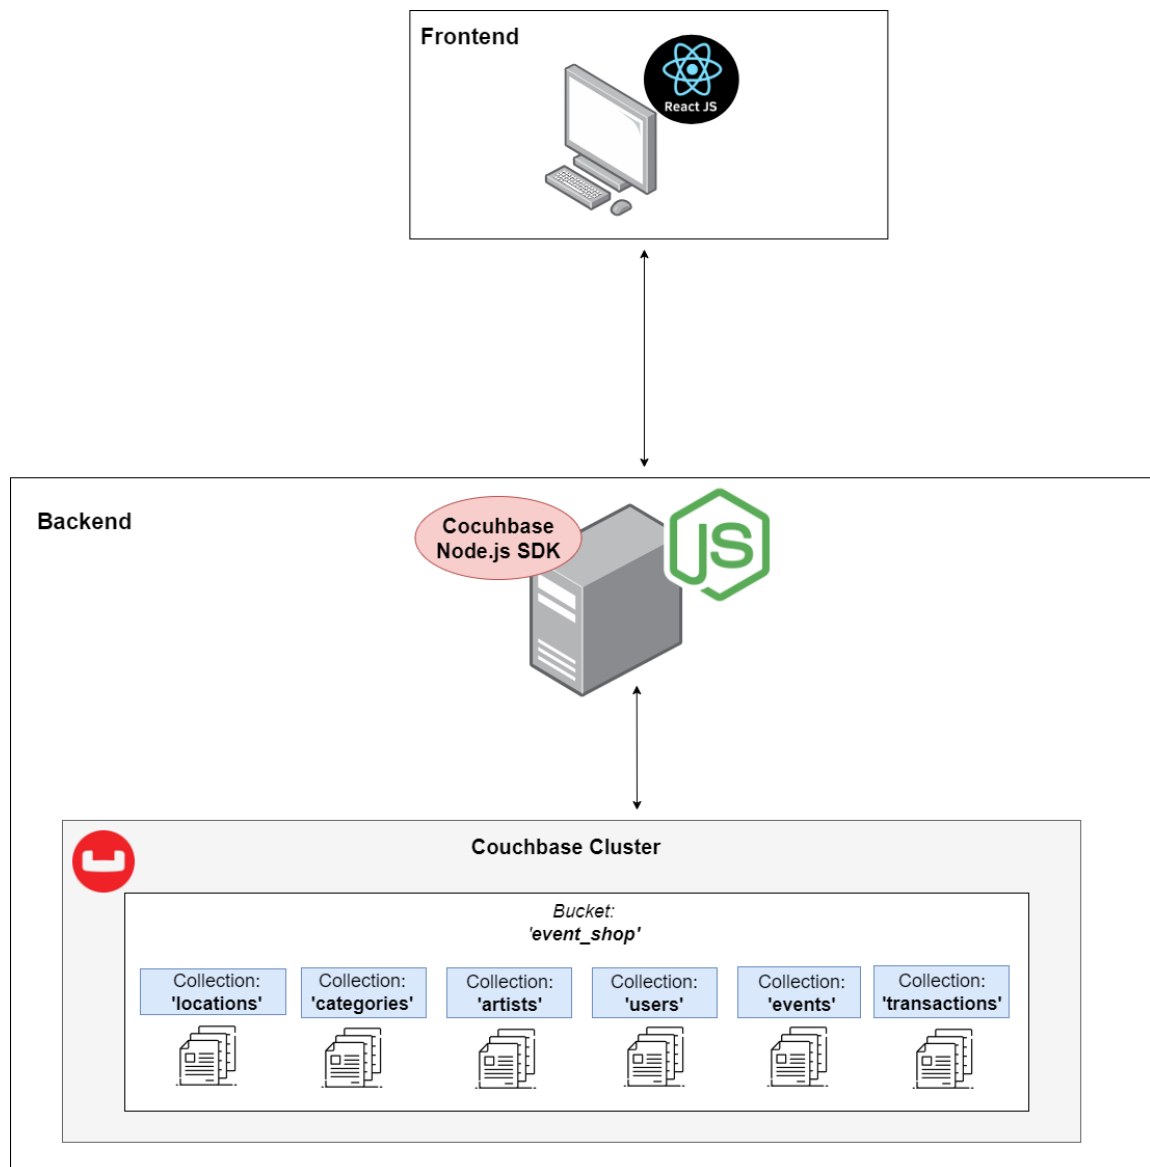 Frontend
React JS
Backend
Cocuhbase
Node.js SDK
JS
Couchbase Cluster
Bucket:
'event_shop'
Collection:
'locations'
Collection:
'categories'
Collection:
'artists'
Collection:
'users'
Collection:
'events'
Collection:
'transactions'